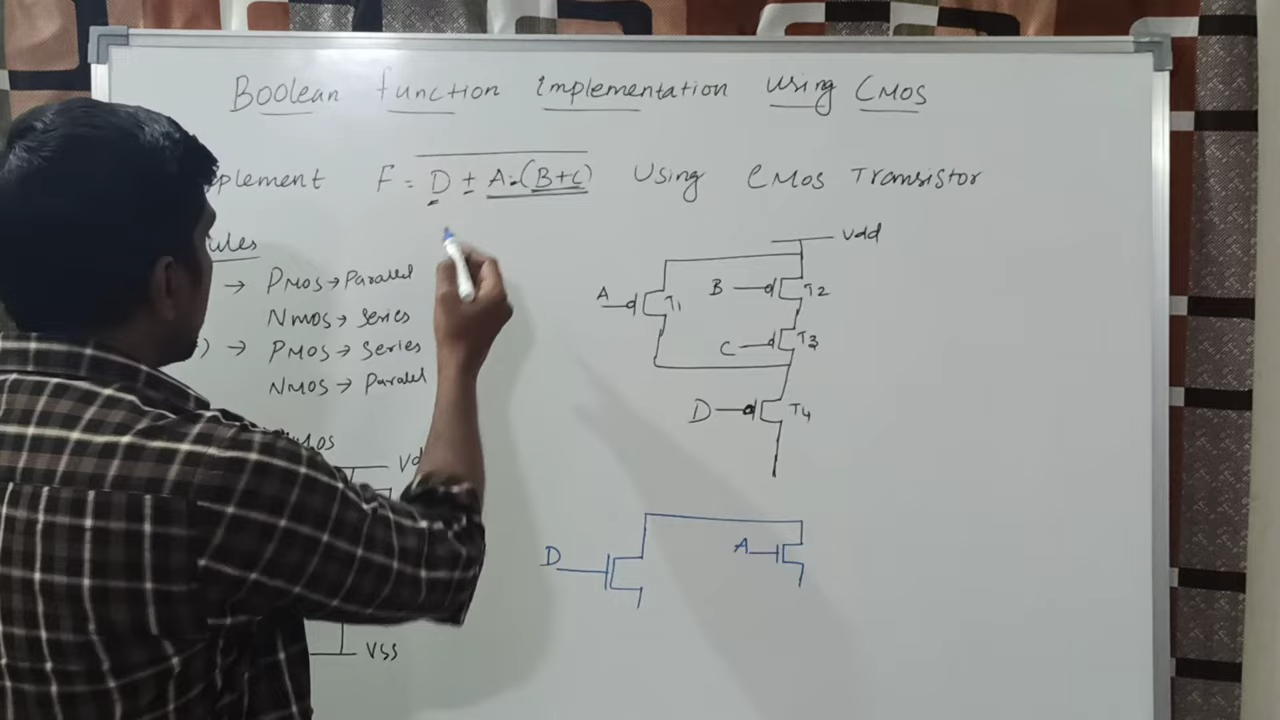 Boolean function implementation using CMOS
plement F = D + A.(B+C) Using CMos Transistor
ules
→ PMOS → Parallel
NMOS → Series
) → PMOS → Series
NMOS → Parallel
MOS
Vd
VSS
Vdd
A T1
B T2
C T3
D T4
D A